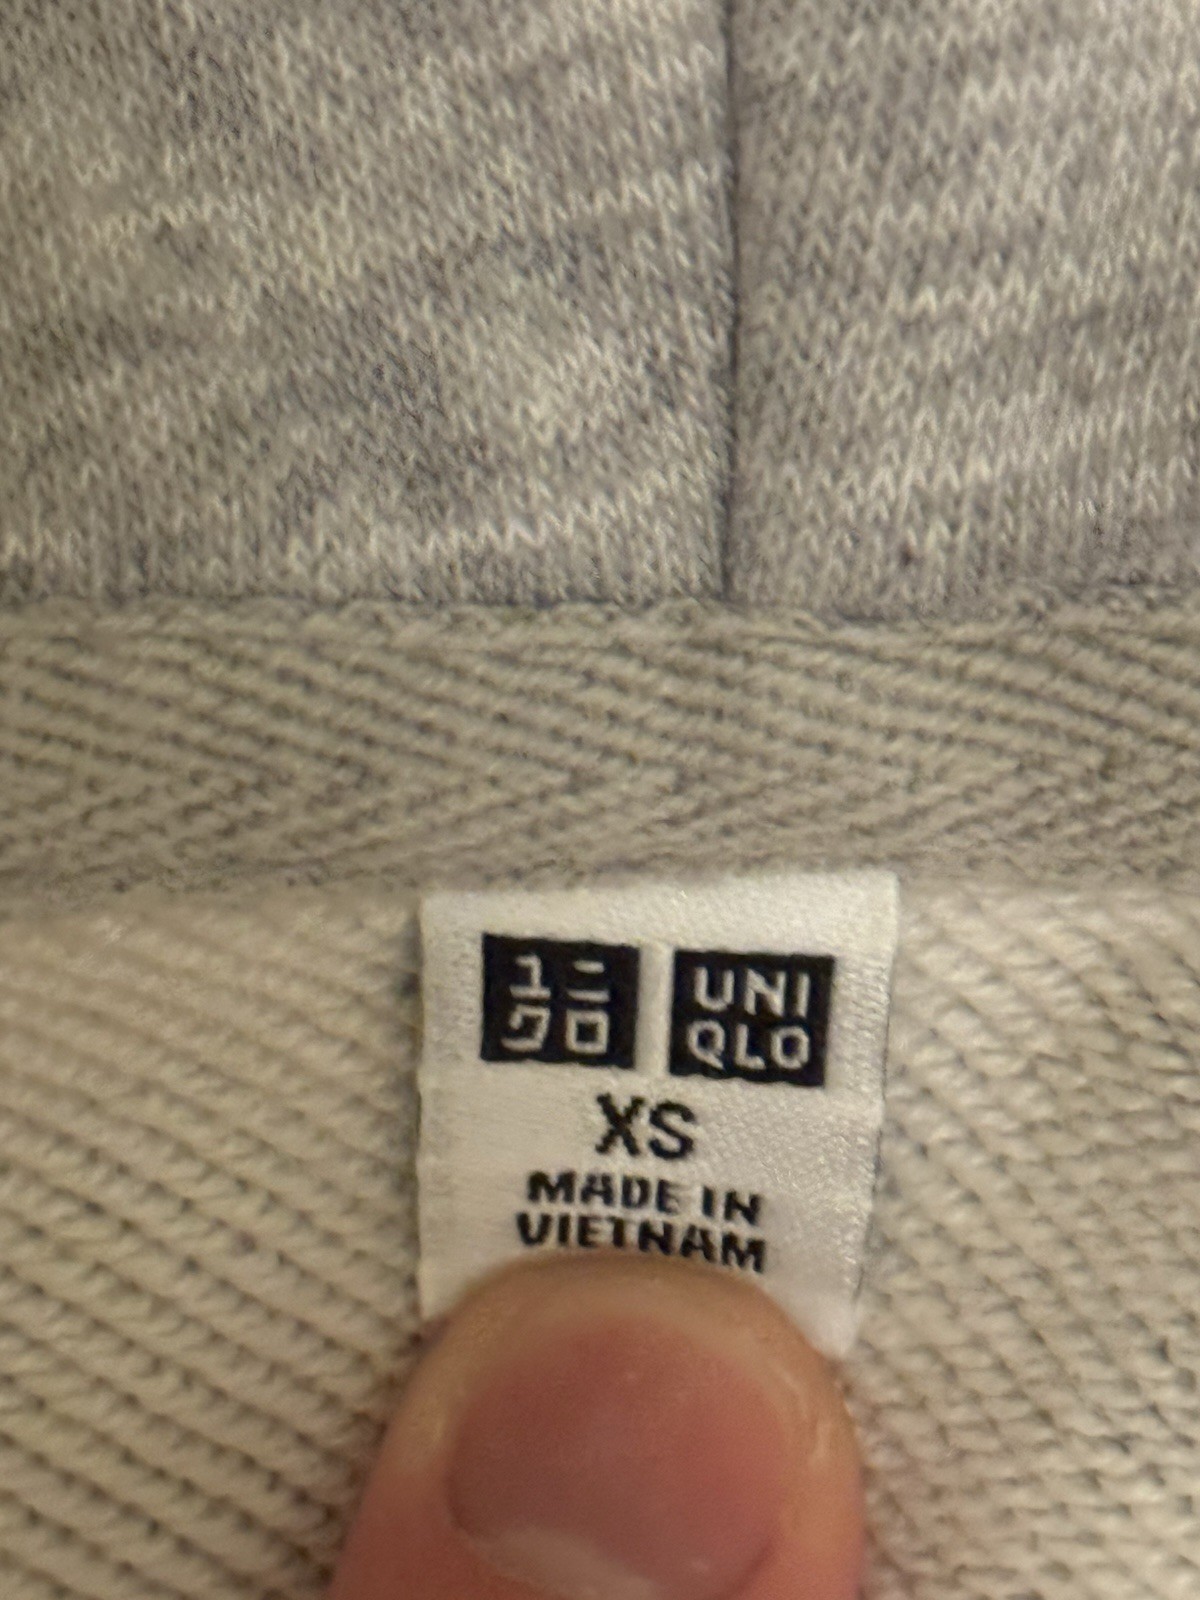 ユニ
クロ
UNI
QLO
XS
MADE IN
VIETNAM